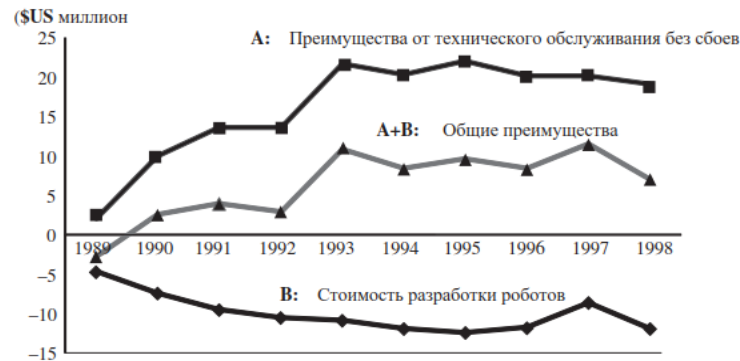 ($US миллион
25
A: Преимущества от технического обслуживания без сбоев
20
15
A+B: Общие преимущества
10
5
0
1989 1990 1991 1992 1993 1994 1995 1996 1997 1998
–5
B: Стоимость разработки роботов
–10
–15